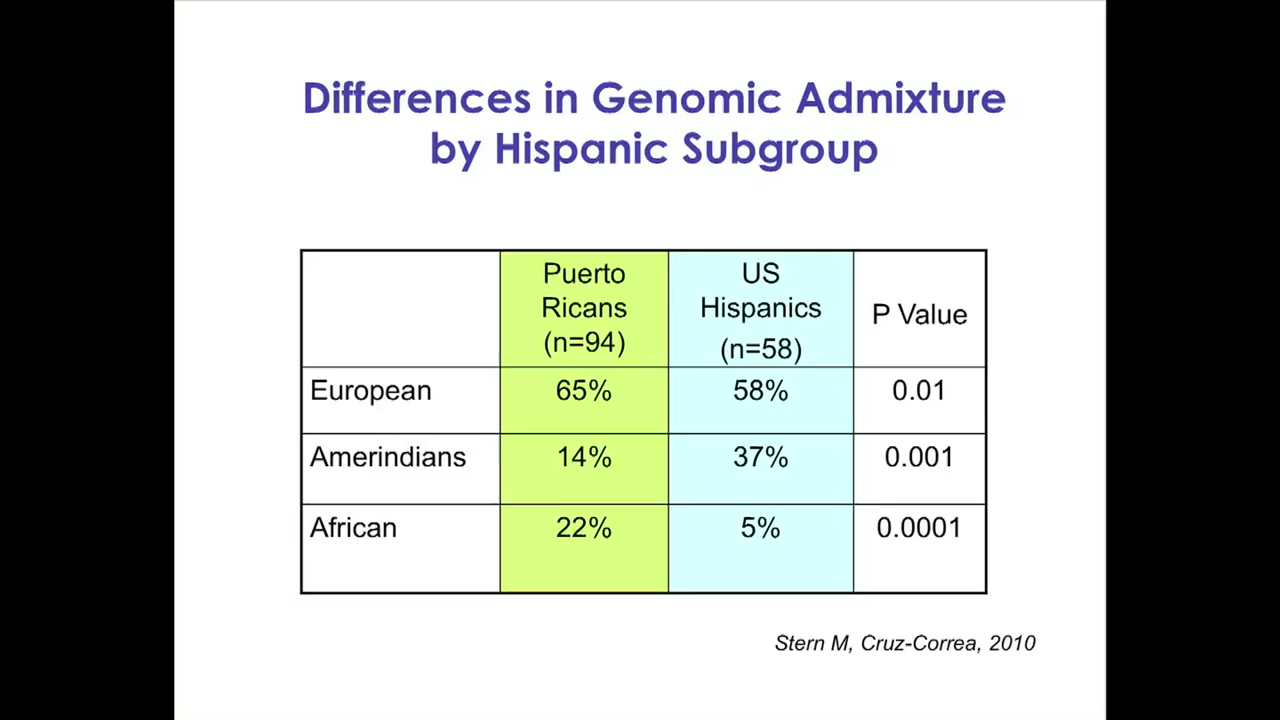 Differences in Genomic Admixture
by Hispanic Subgroup
Puerto
Ricans
(n=94)
US
Hispanics
(n=58)
P Value
European 65% 58% 0.01
Amerindians 14% 37% 0.001
African 22% 5% 0.0001
Stern M, Cruz-Correa, 2010